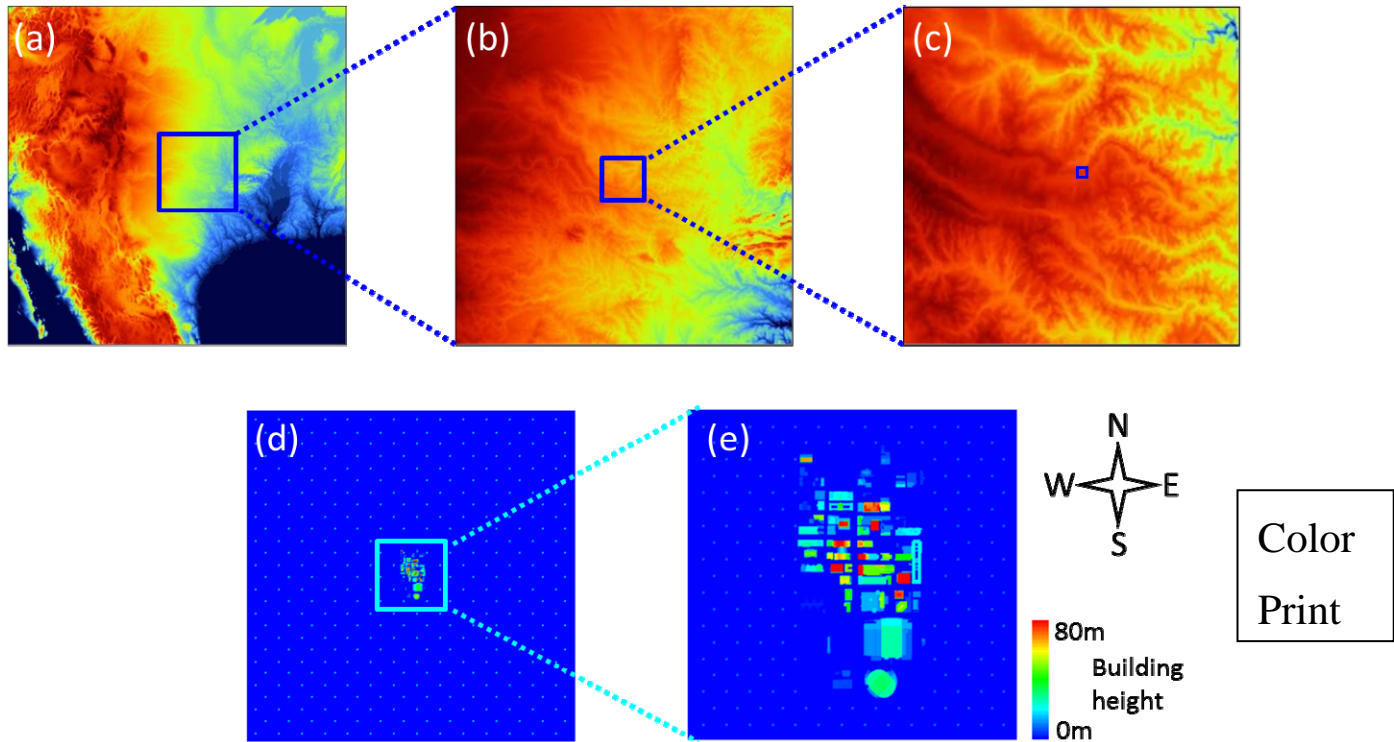 (a)
(b)
(c)
(d)
(e)
N
W E
S
80m
Building
height
0m
Color
Print